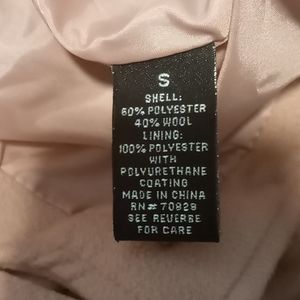 S
SHELL:
60% POLYESTER
40% WOOL
LINING:
100% POLYESTER
WITH
POLYURETHANE
COATING
MADE IN CHINA
RN# 70929
SEE REVERSE
FOR CARE